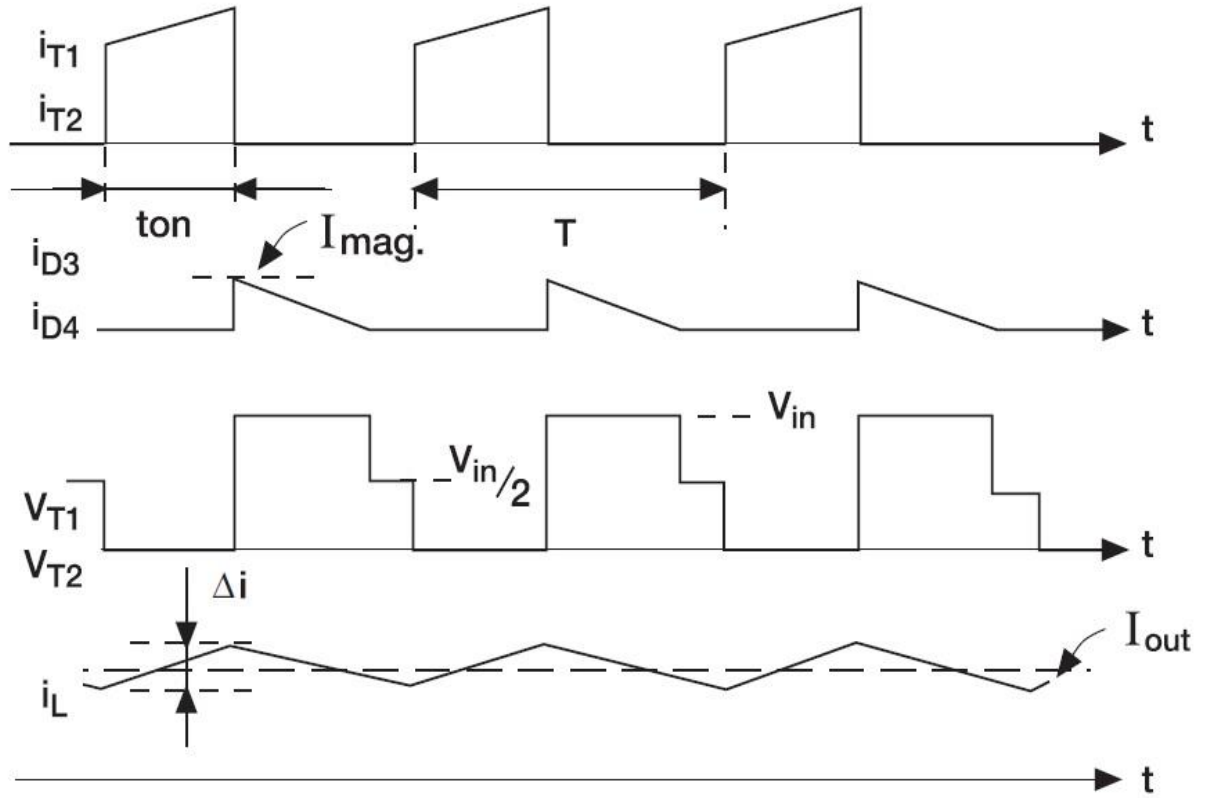 iT1
iT2
t
ton
T
Imag.
iD3
iD4
t
Vin
Vin/2
VT1
VT2
t
Δi
Iout
iL
t